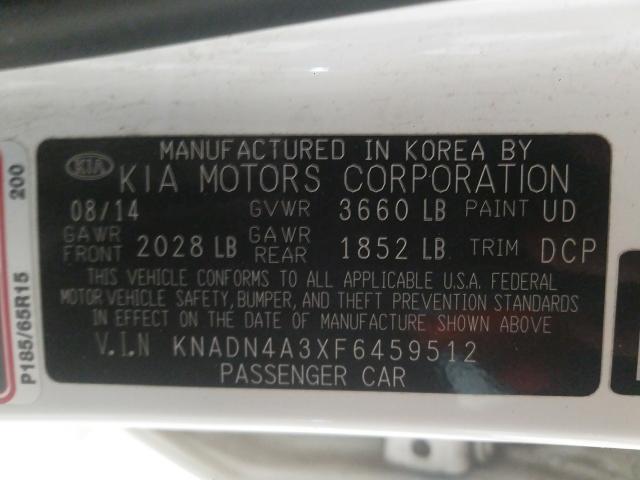 MANUFACTURED IN KOREA BY
KIA KIA MOTORS CORPORATION
08/14 GVWR 3660 LB PAINT UD
GAWR FRONT 2028 LB GAWR REAR 1852 LB TRIM DCP
THIS VEHICLE CONFORMS TO ALL APPLICABLE U.S.A. FEDERAL
MOTOR VEHICLE SAFETY, BUMPER, AND THEFT PREVENTION STANDARDS
IN EFFECT ON THE DATE OF MANUFACTURE SHOWN ABOVE.
V.I.N KNADN4A3XF6459512
PASSENGER CAR
P185/65R15 200